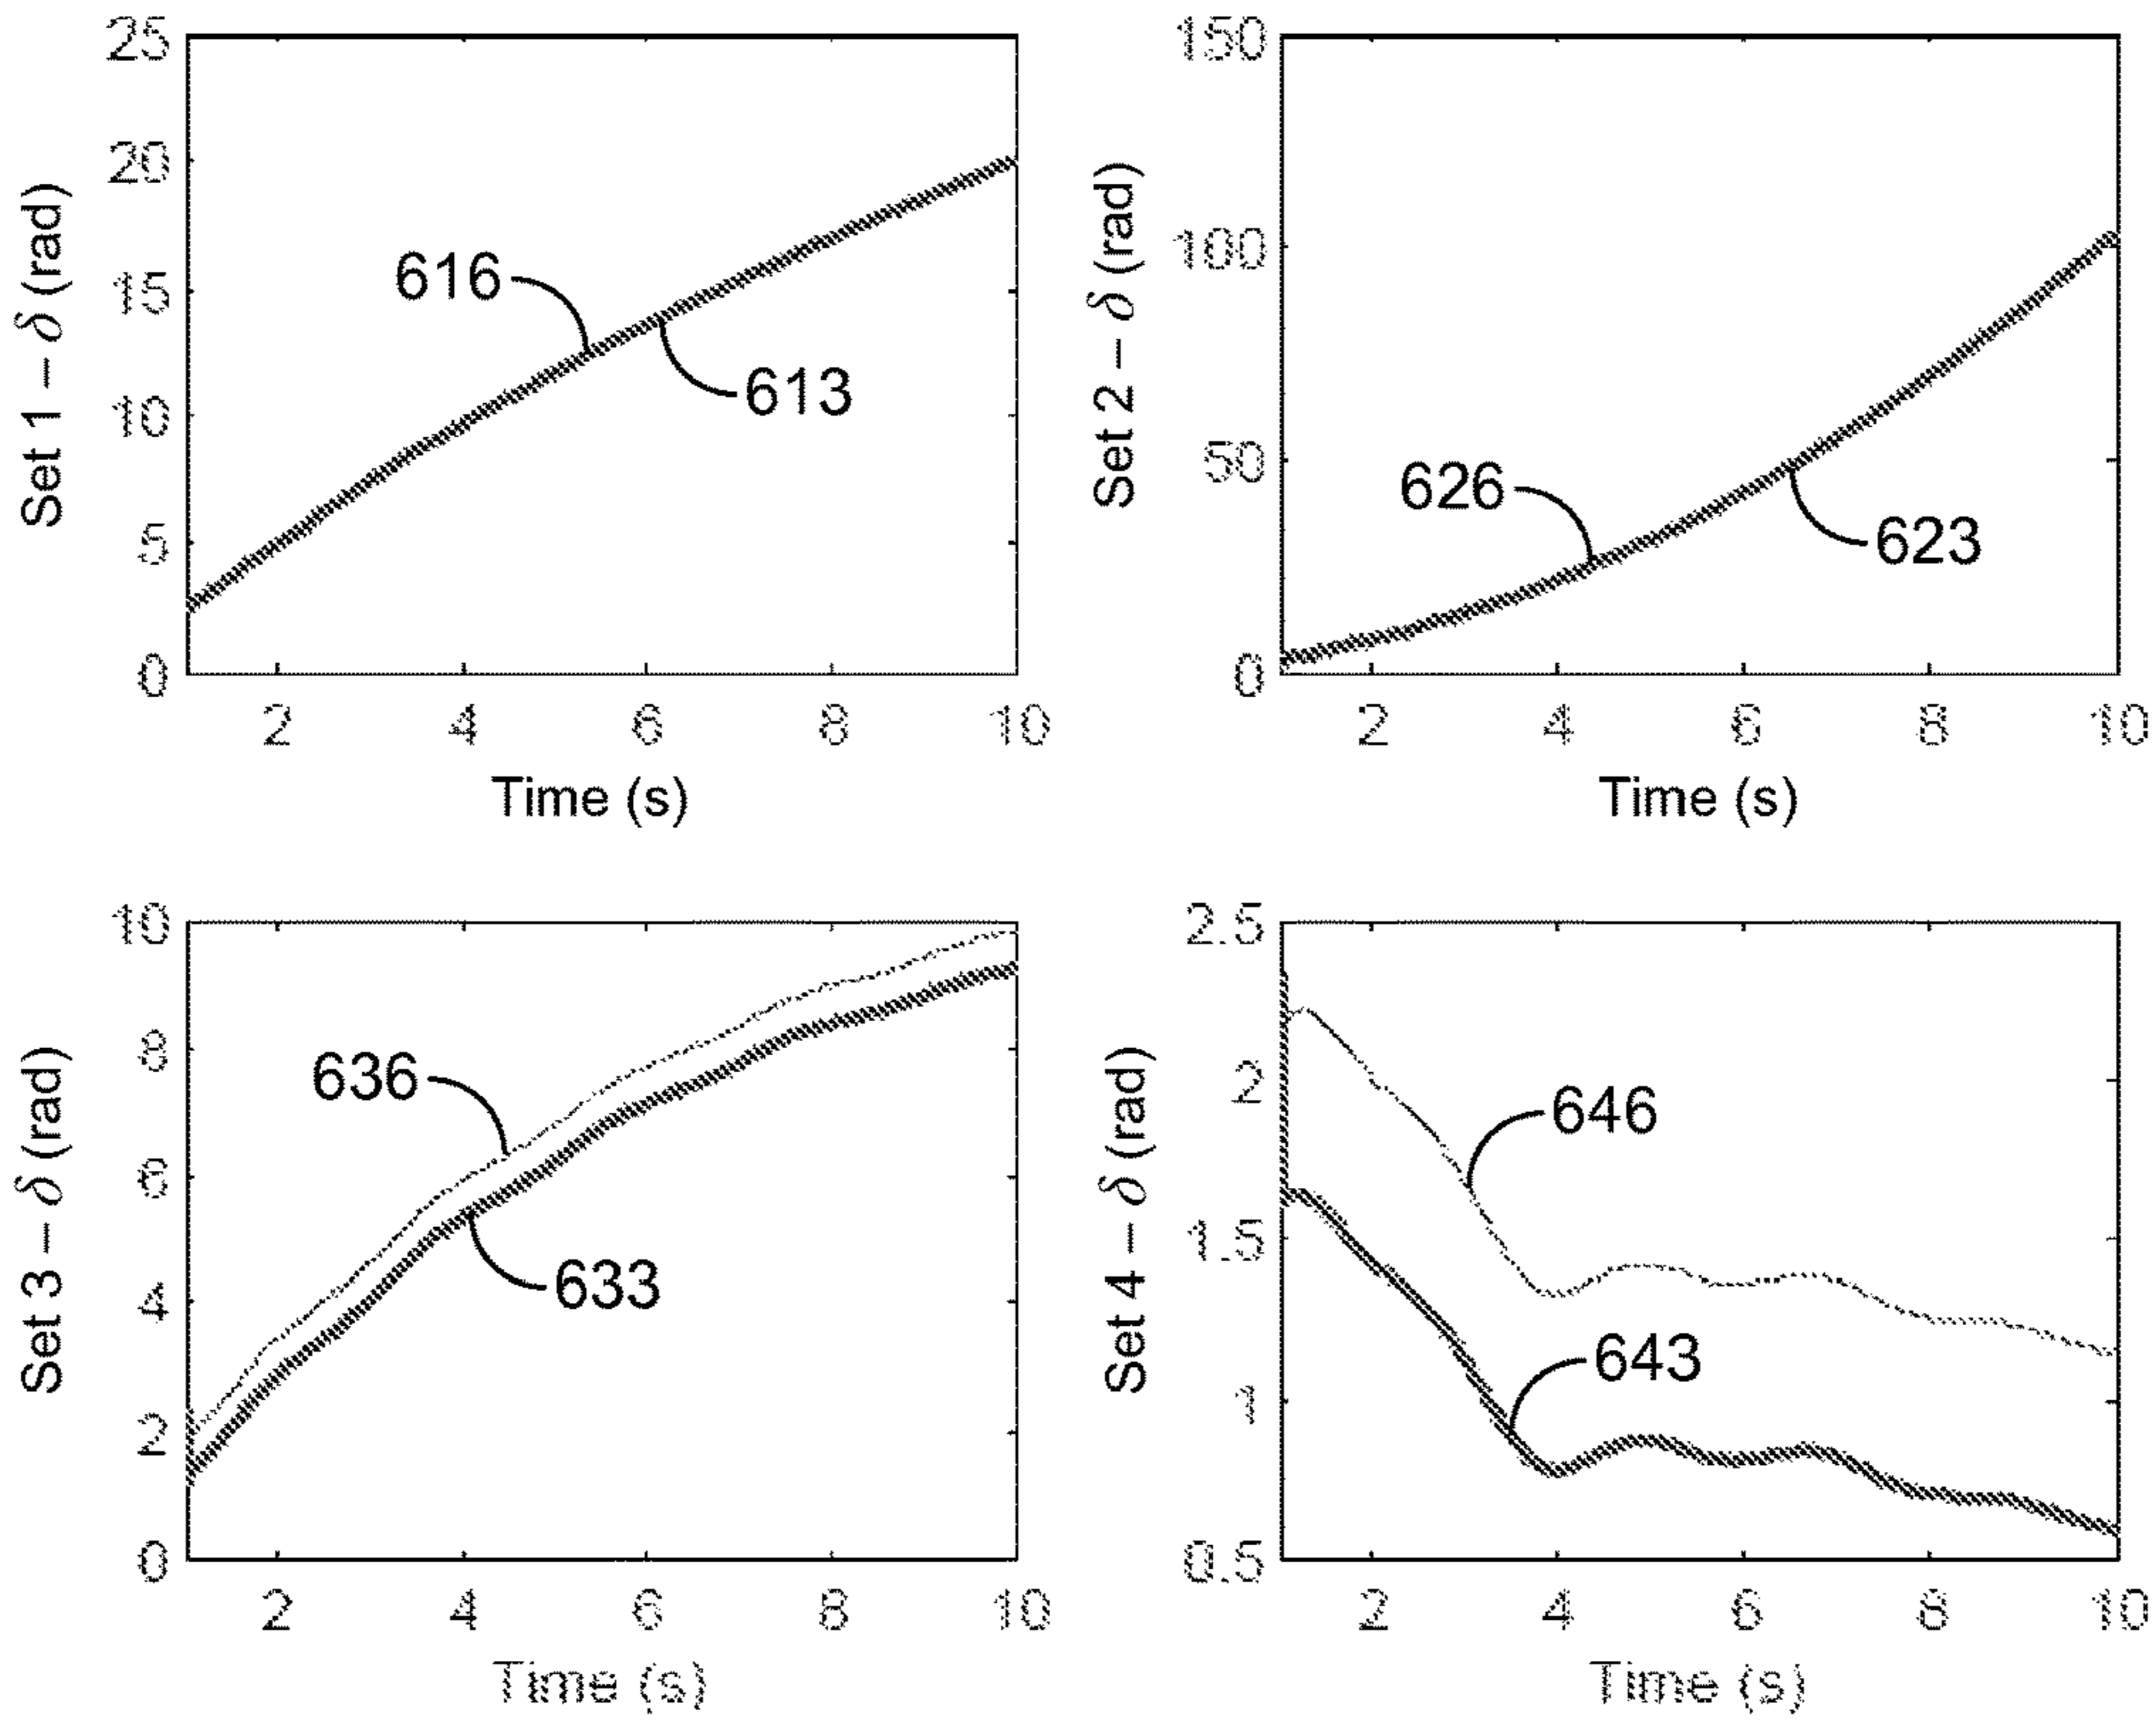 25
20
15
10
5
0
Set 1 – δ (rad)
616
613
2 4 6 8 10
Time (s)
150
100
50
0
Set 2 – δ (rad)
626
623
2 4 6 8 10
Time (s)
10
8
6
4
2
0
Set 3 – δ (rad)
636
633
2 4 6 8 10
Time (s)
2.5
2
1.5
1
0.5
Set 4 – δ (rad)
646
643
2 4 6 8 10
Time (s)